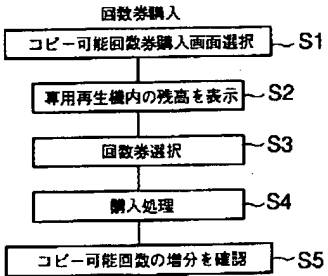 回数券購入
コピー可能回数券購入画面選択 S1
専用再生機内の残高を表示 S2
回数券選択 S3
購入処理 S4
コピー可能回数の増分を確認 S5